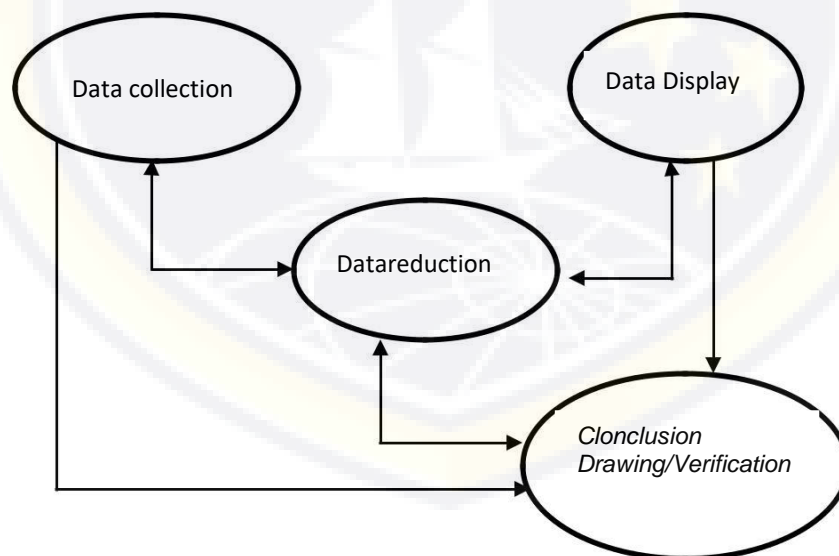 Data collection
Data Display
Datareduction
Clonclusion
Drawing/Verification